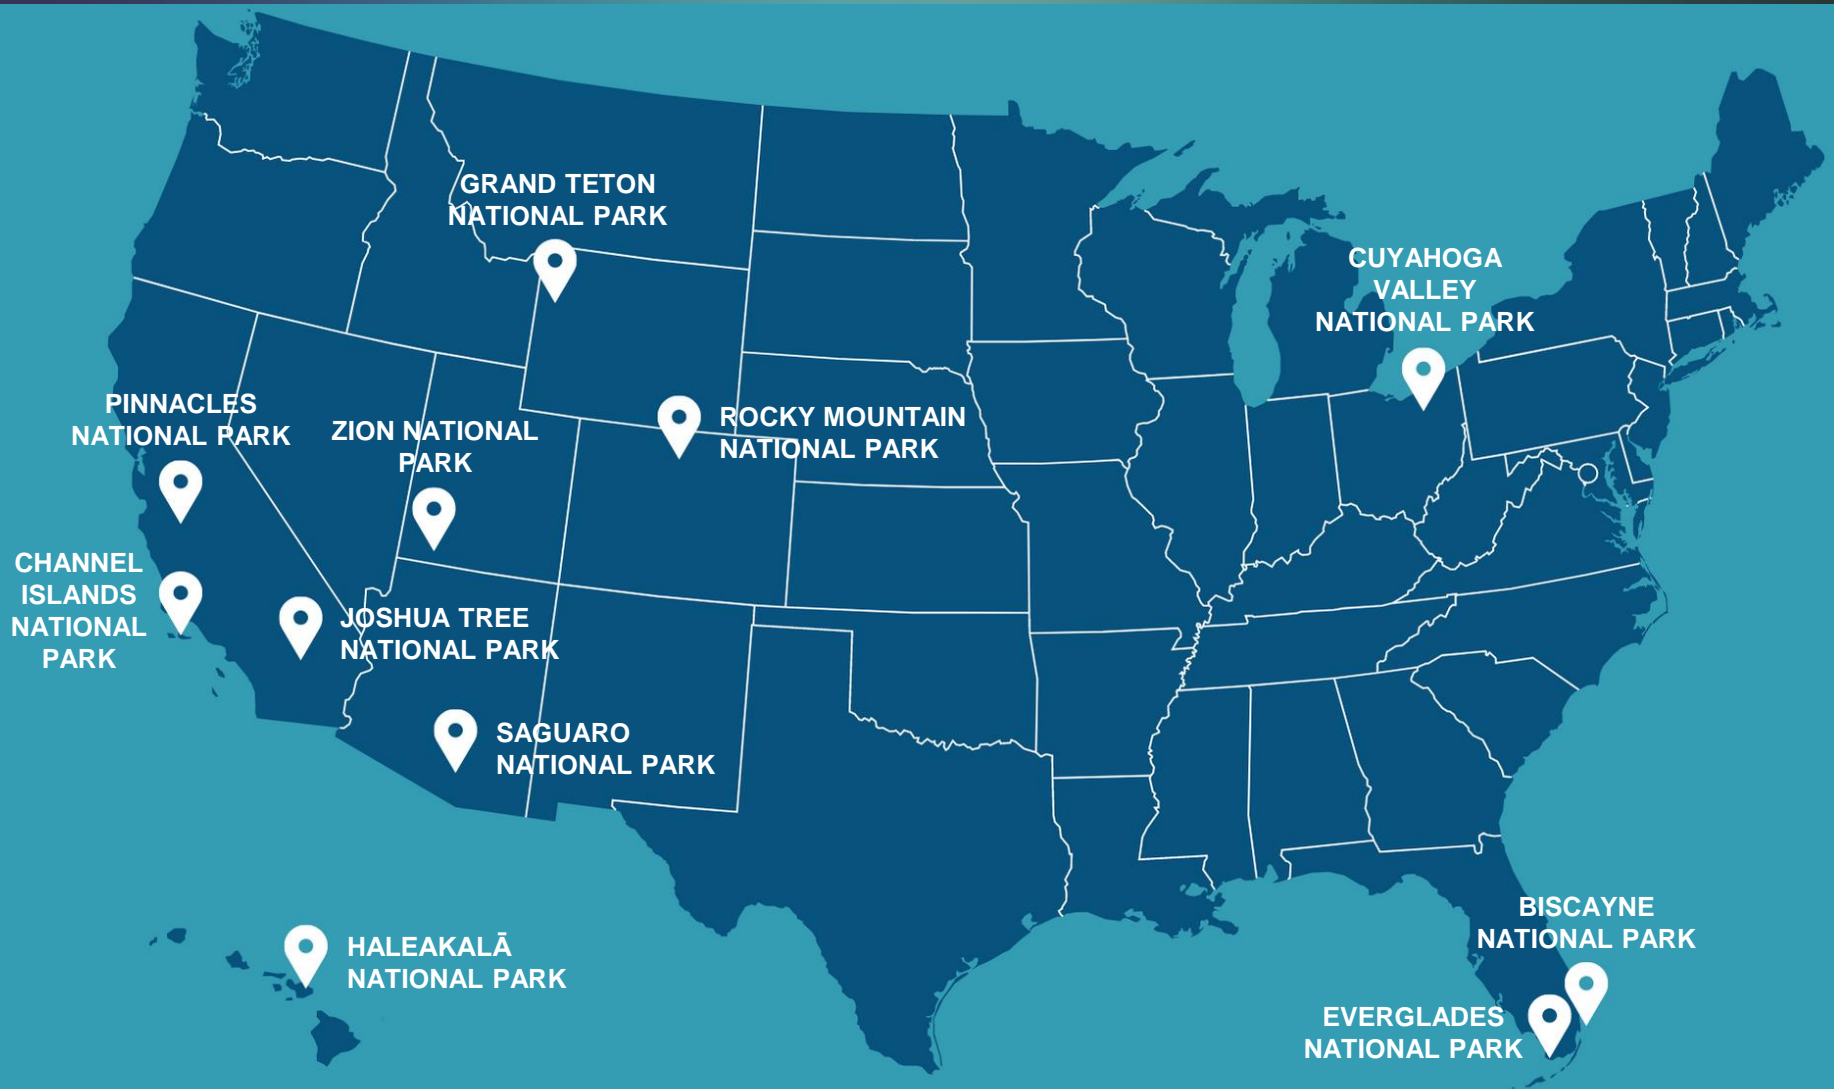 GRAND TETON
NATIONAL PARK
CUYAHOGA
VALLEY
NATIONAL PARK
PINNACLES
NATIONAL PARK
ZION NATIONAL
PARK
ROCKY MOUNTAIN
NATIONAL PARK
CHANNEL
ISLANDS
NATIONAL
PARK
JOSHUA TREE
NATIONAL PARK
SAGUARO
NATIONAL PARK
HALEAKALĀ
NATIONAL PARK
BISCAYNE
NATIONAL PARK
EVERGLADES
NATIONAL PARK